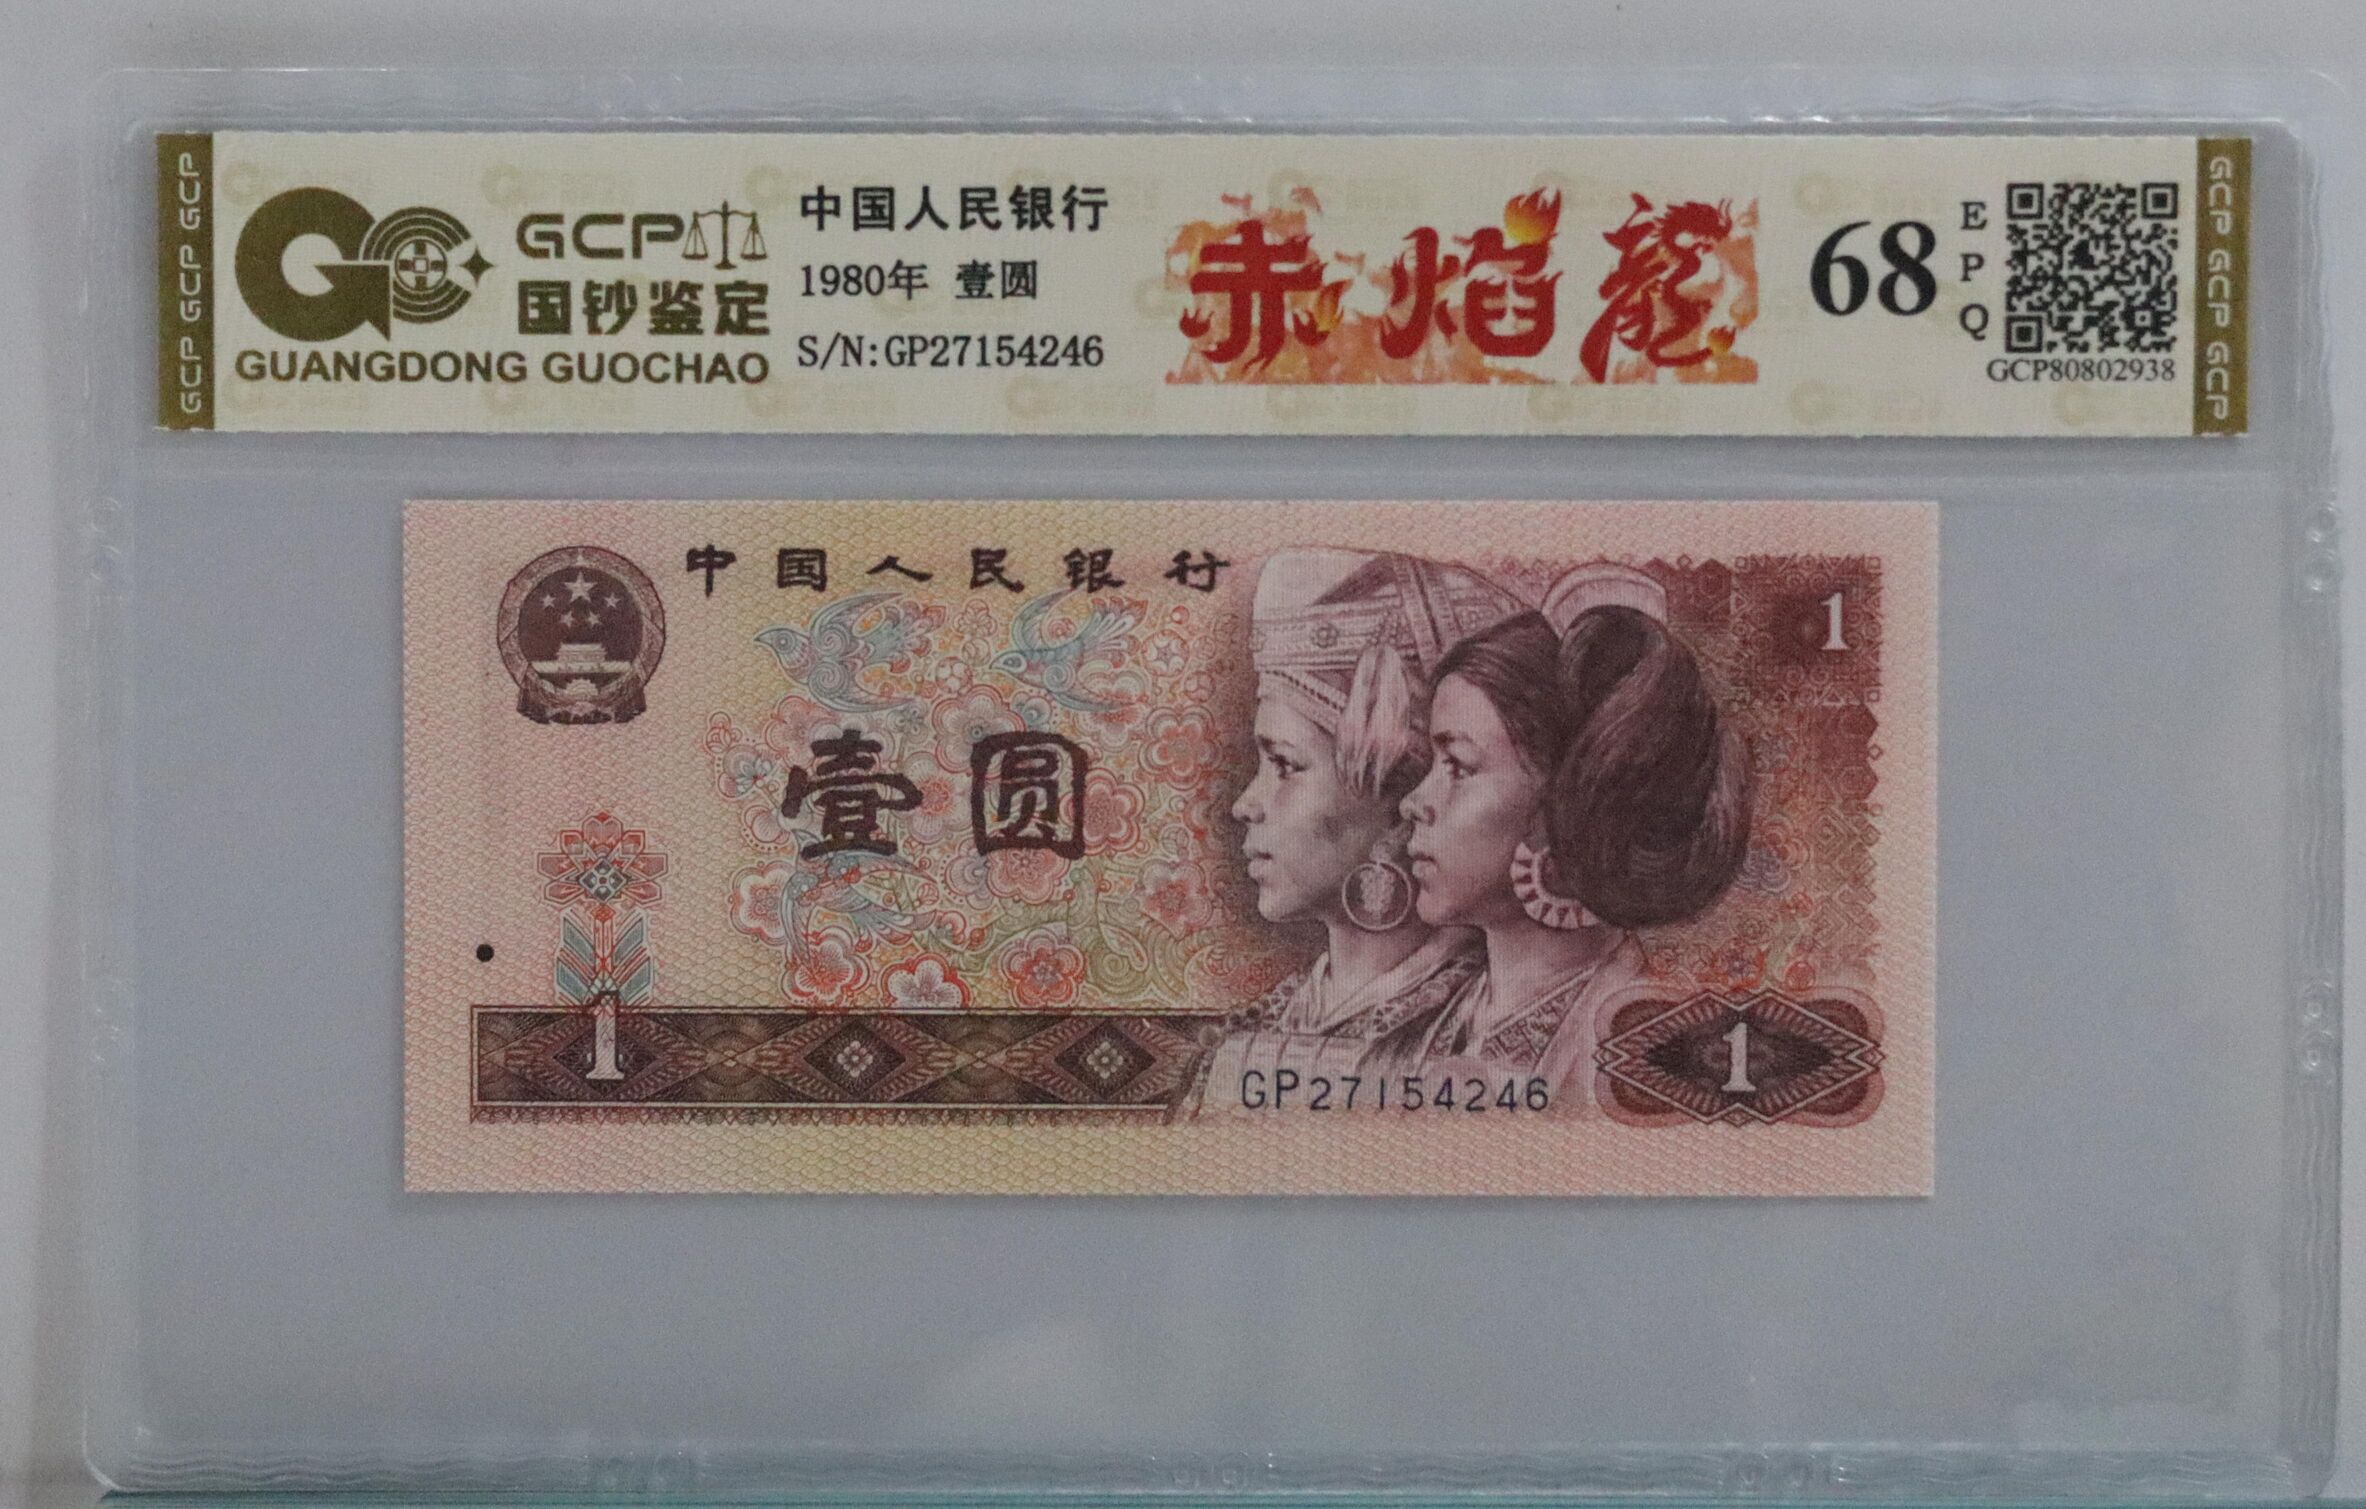 GCP GCP GCP
GCP
国钞鉴定
GUANGDONG GUOCHAO
中国人民银行
1980年 壹圆
S/N:GP27154246
赤焰龍
68
EPQ
GCP80802938
GCP GCP GCP
中国人民银行
1
壹圆
1
1
GP27154246